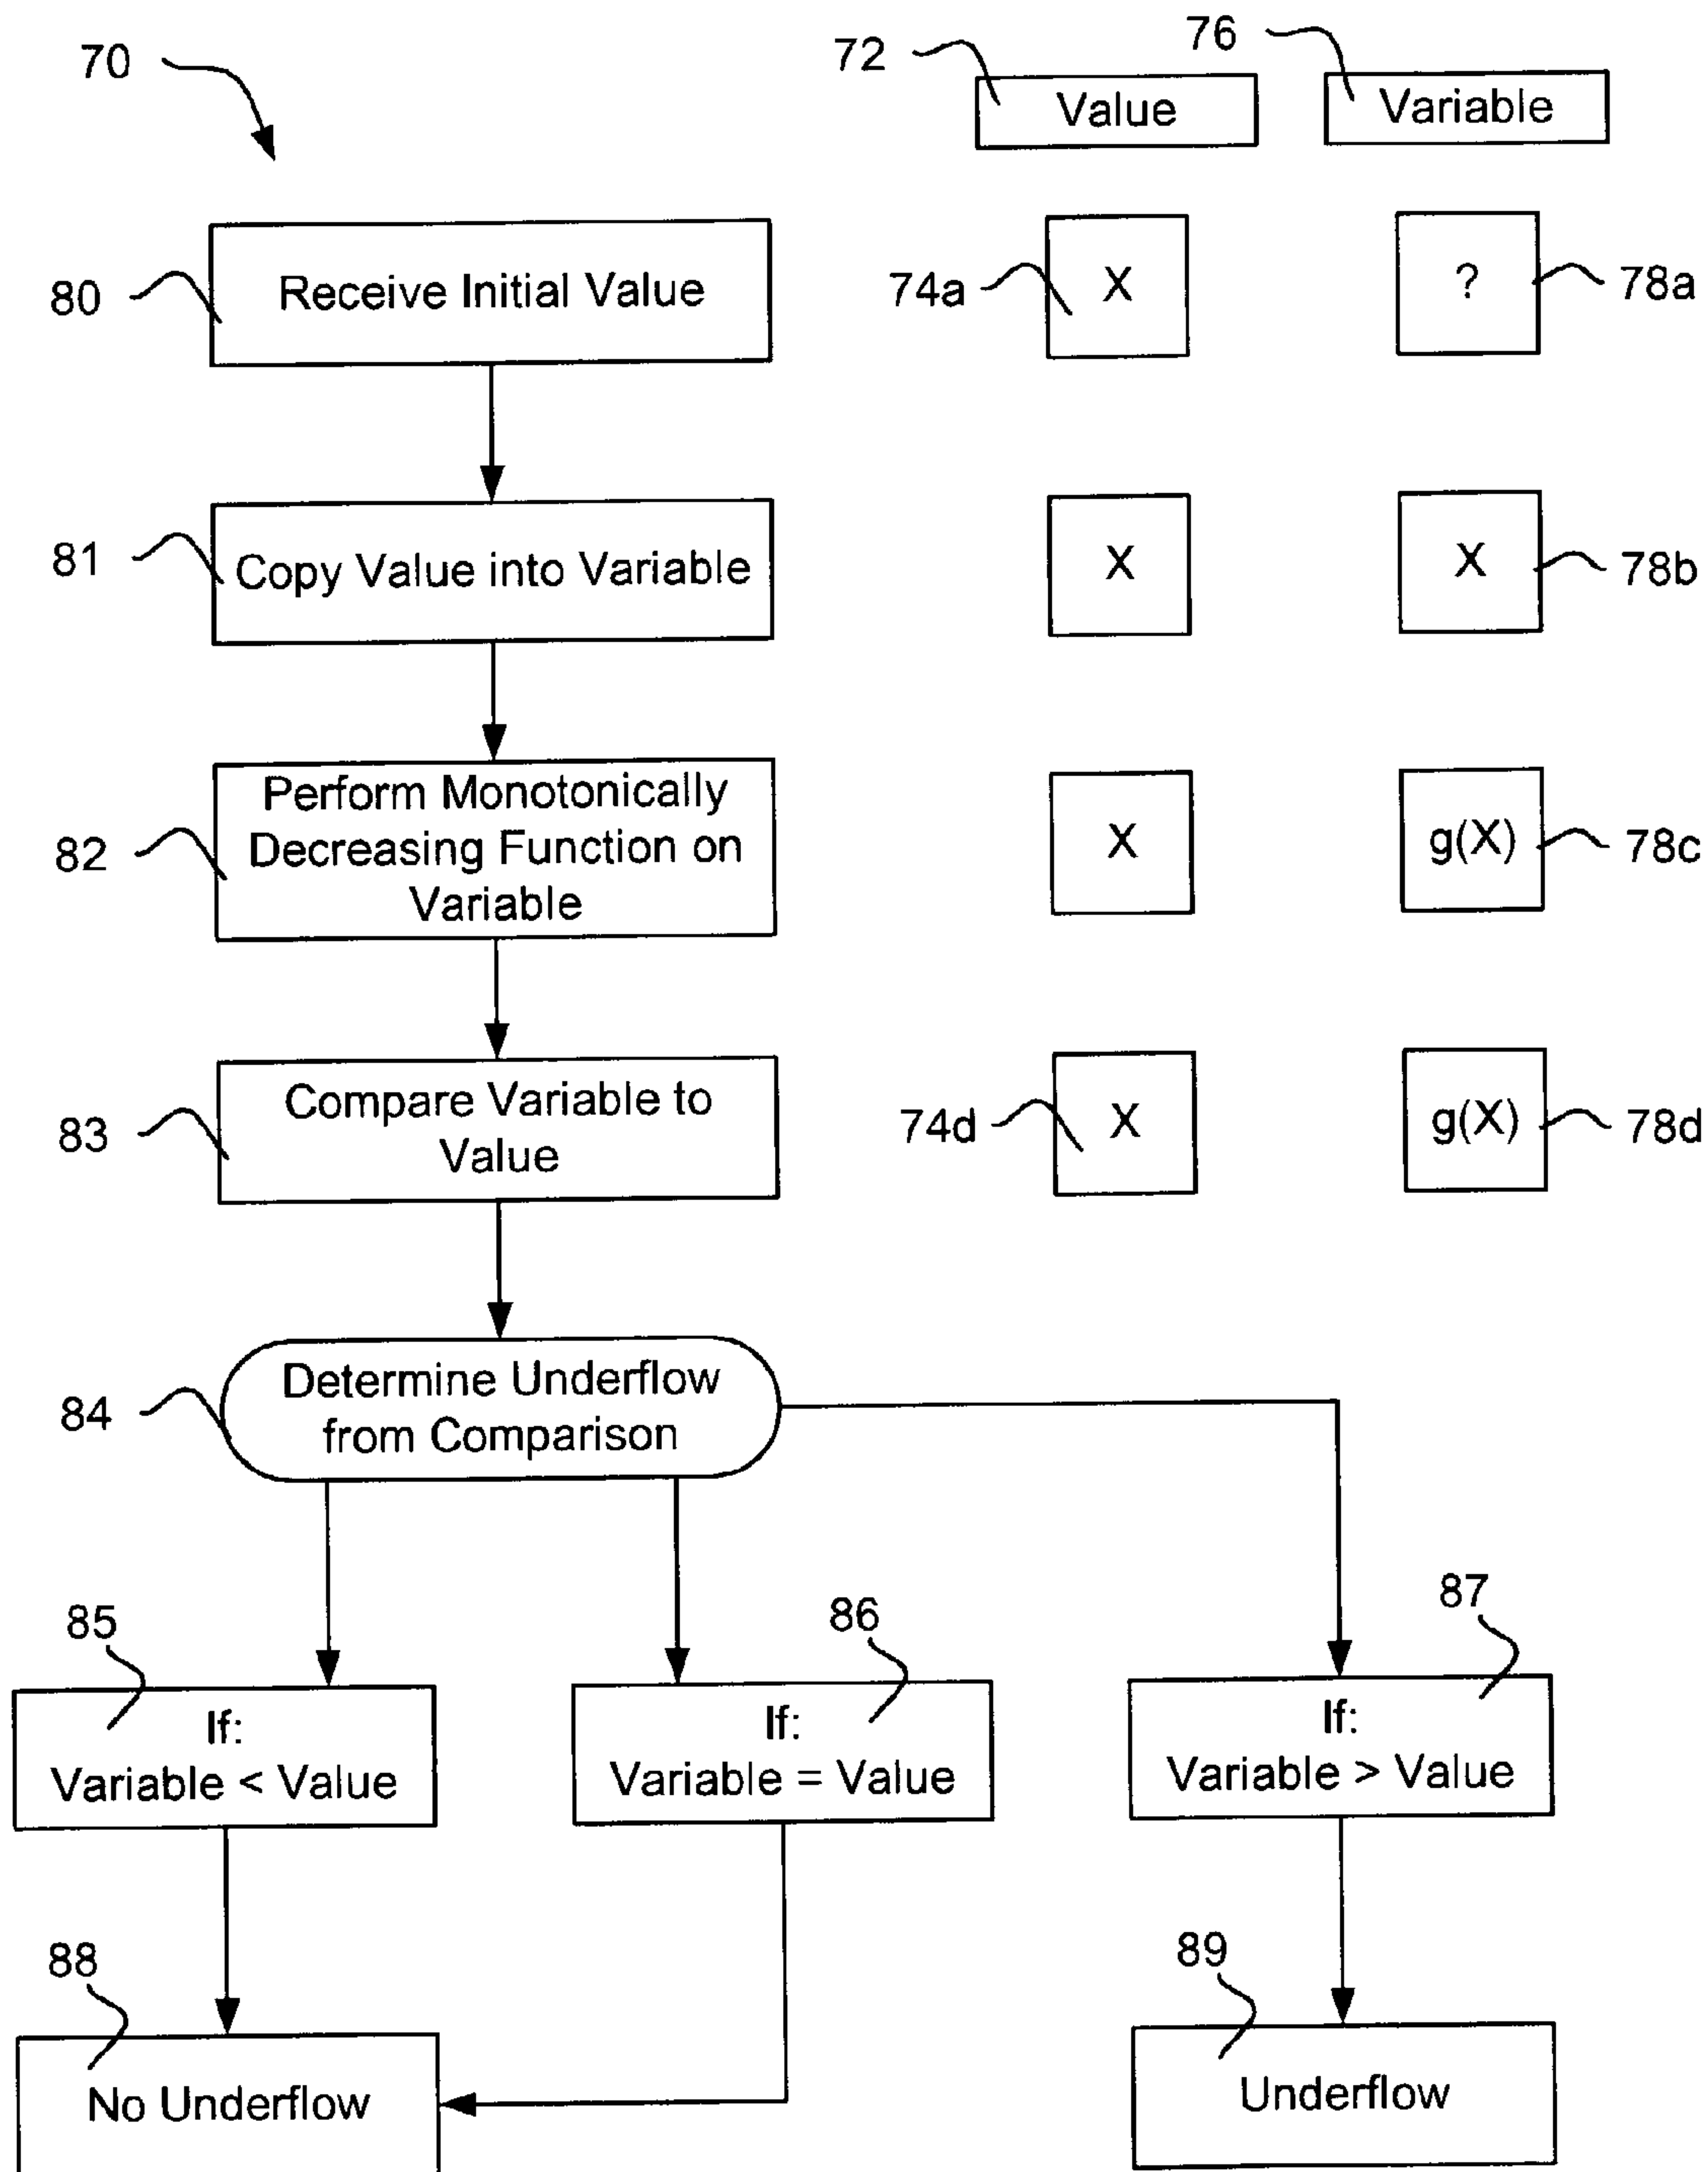 70
72
76
Value
Variable
80
Receive Initial Value
74a
X
?
78a
81
Copy Value into Variable
X
X
78b
82
Perform Monotonically
Decreasing Function on
Variable
X
g(X)
78c
83
Compare Variable to
Value
74d
X
g(X)
78d
84
Determine Underflow
from Comparison
85
If:
Variable < Value
86
If:
Variable = Value
87
If:
Variable > Value
88
No Underflow
89
Underflow